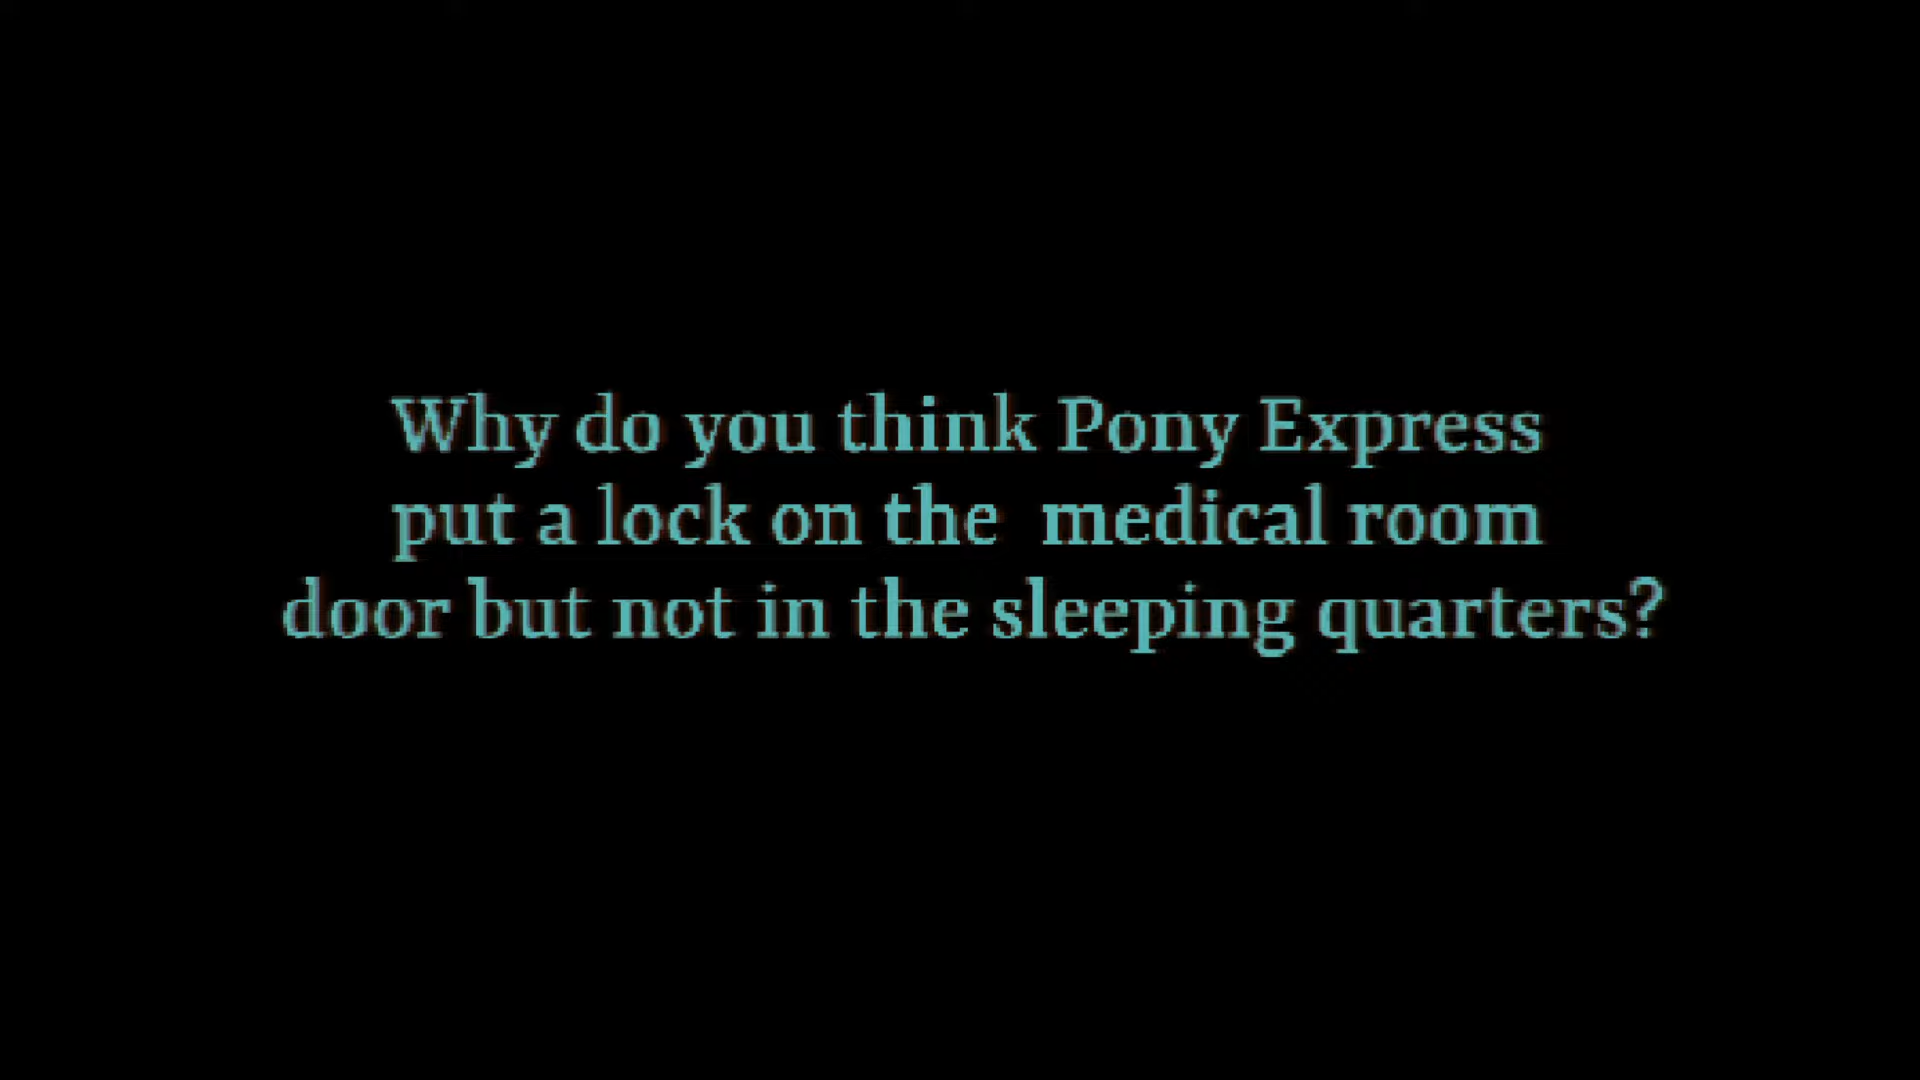 Why do you think Pony Express
put a lock on the  medical room
door but not in the sleeping quarters?